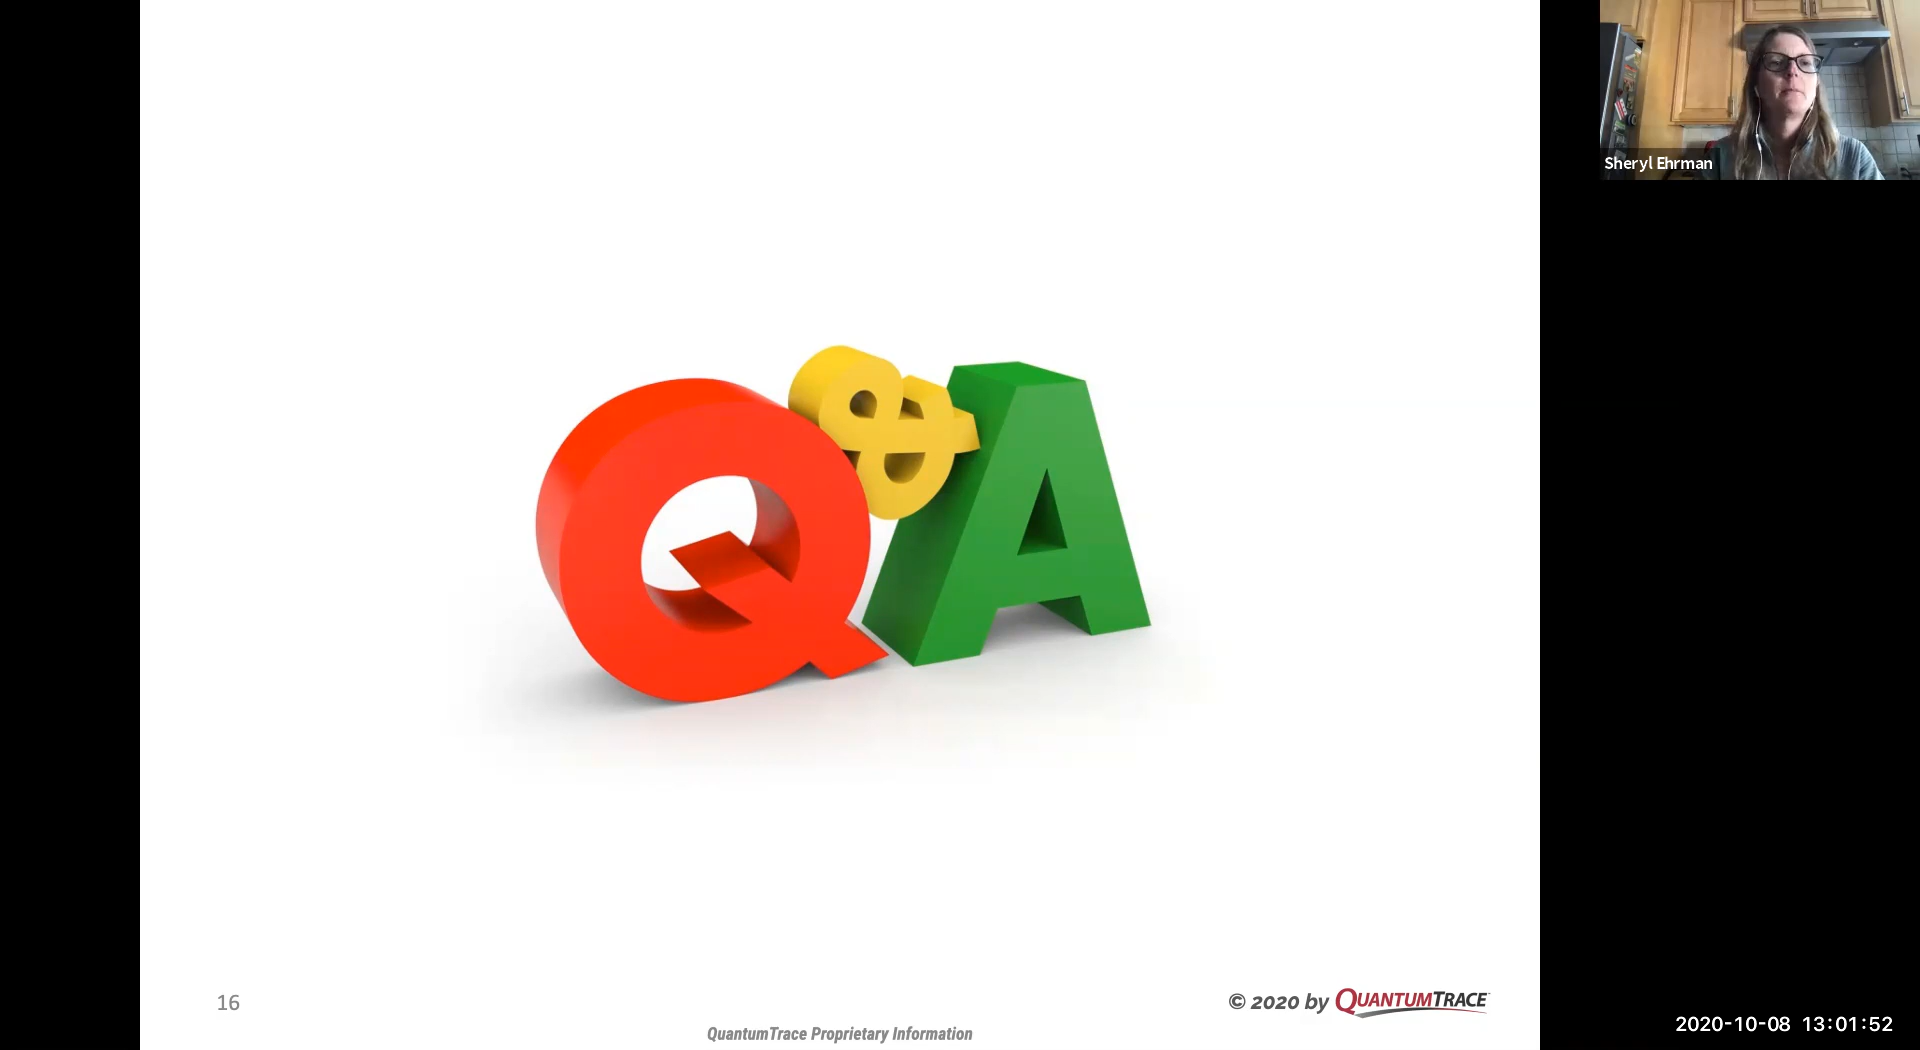 Q&A
Sheryl Ehrman
16
© 2020 by QUANTUMTRACE
QuantumTrace Proprietary Information
2020-10-08 13:01:52